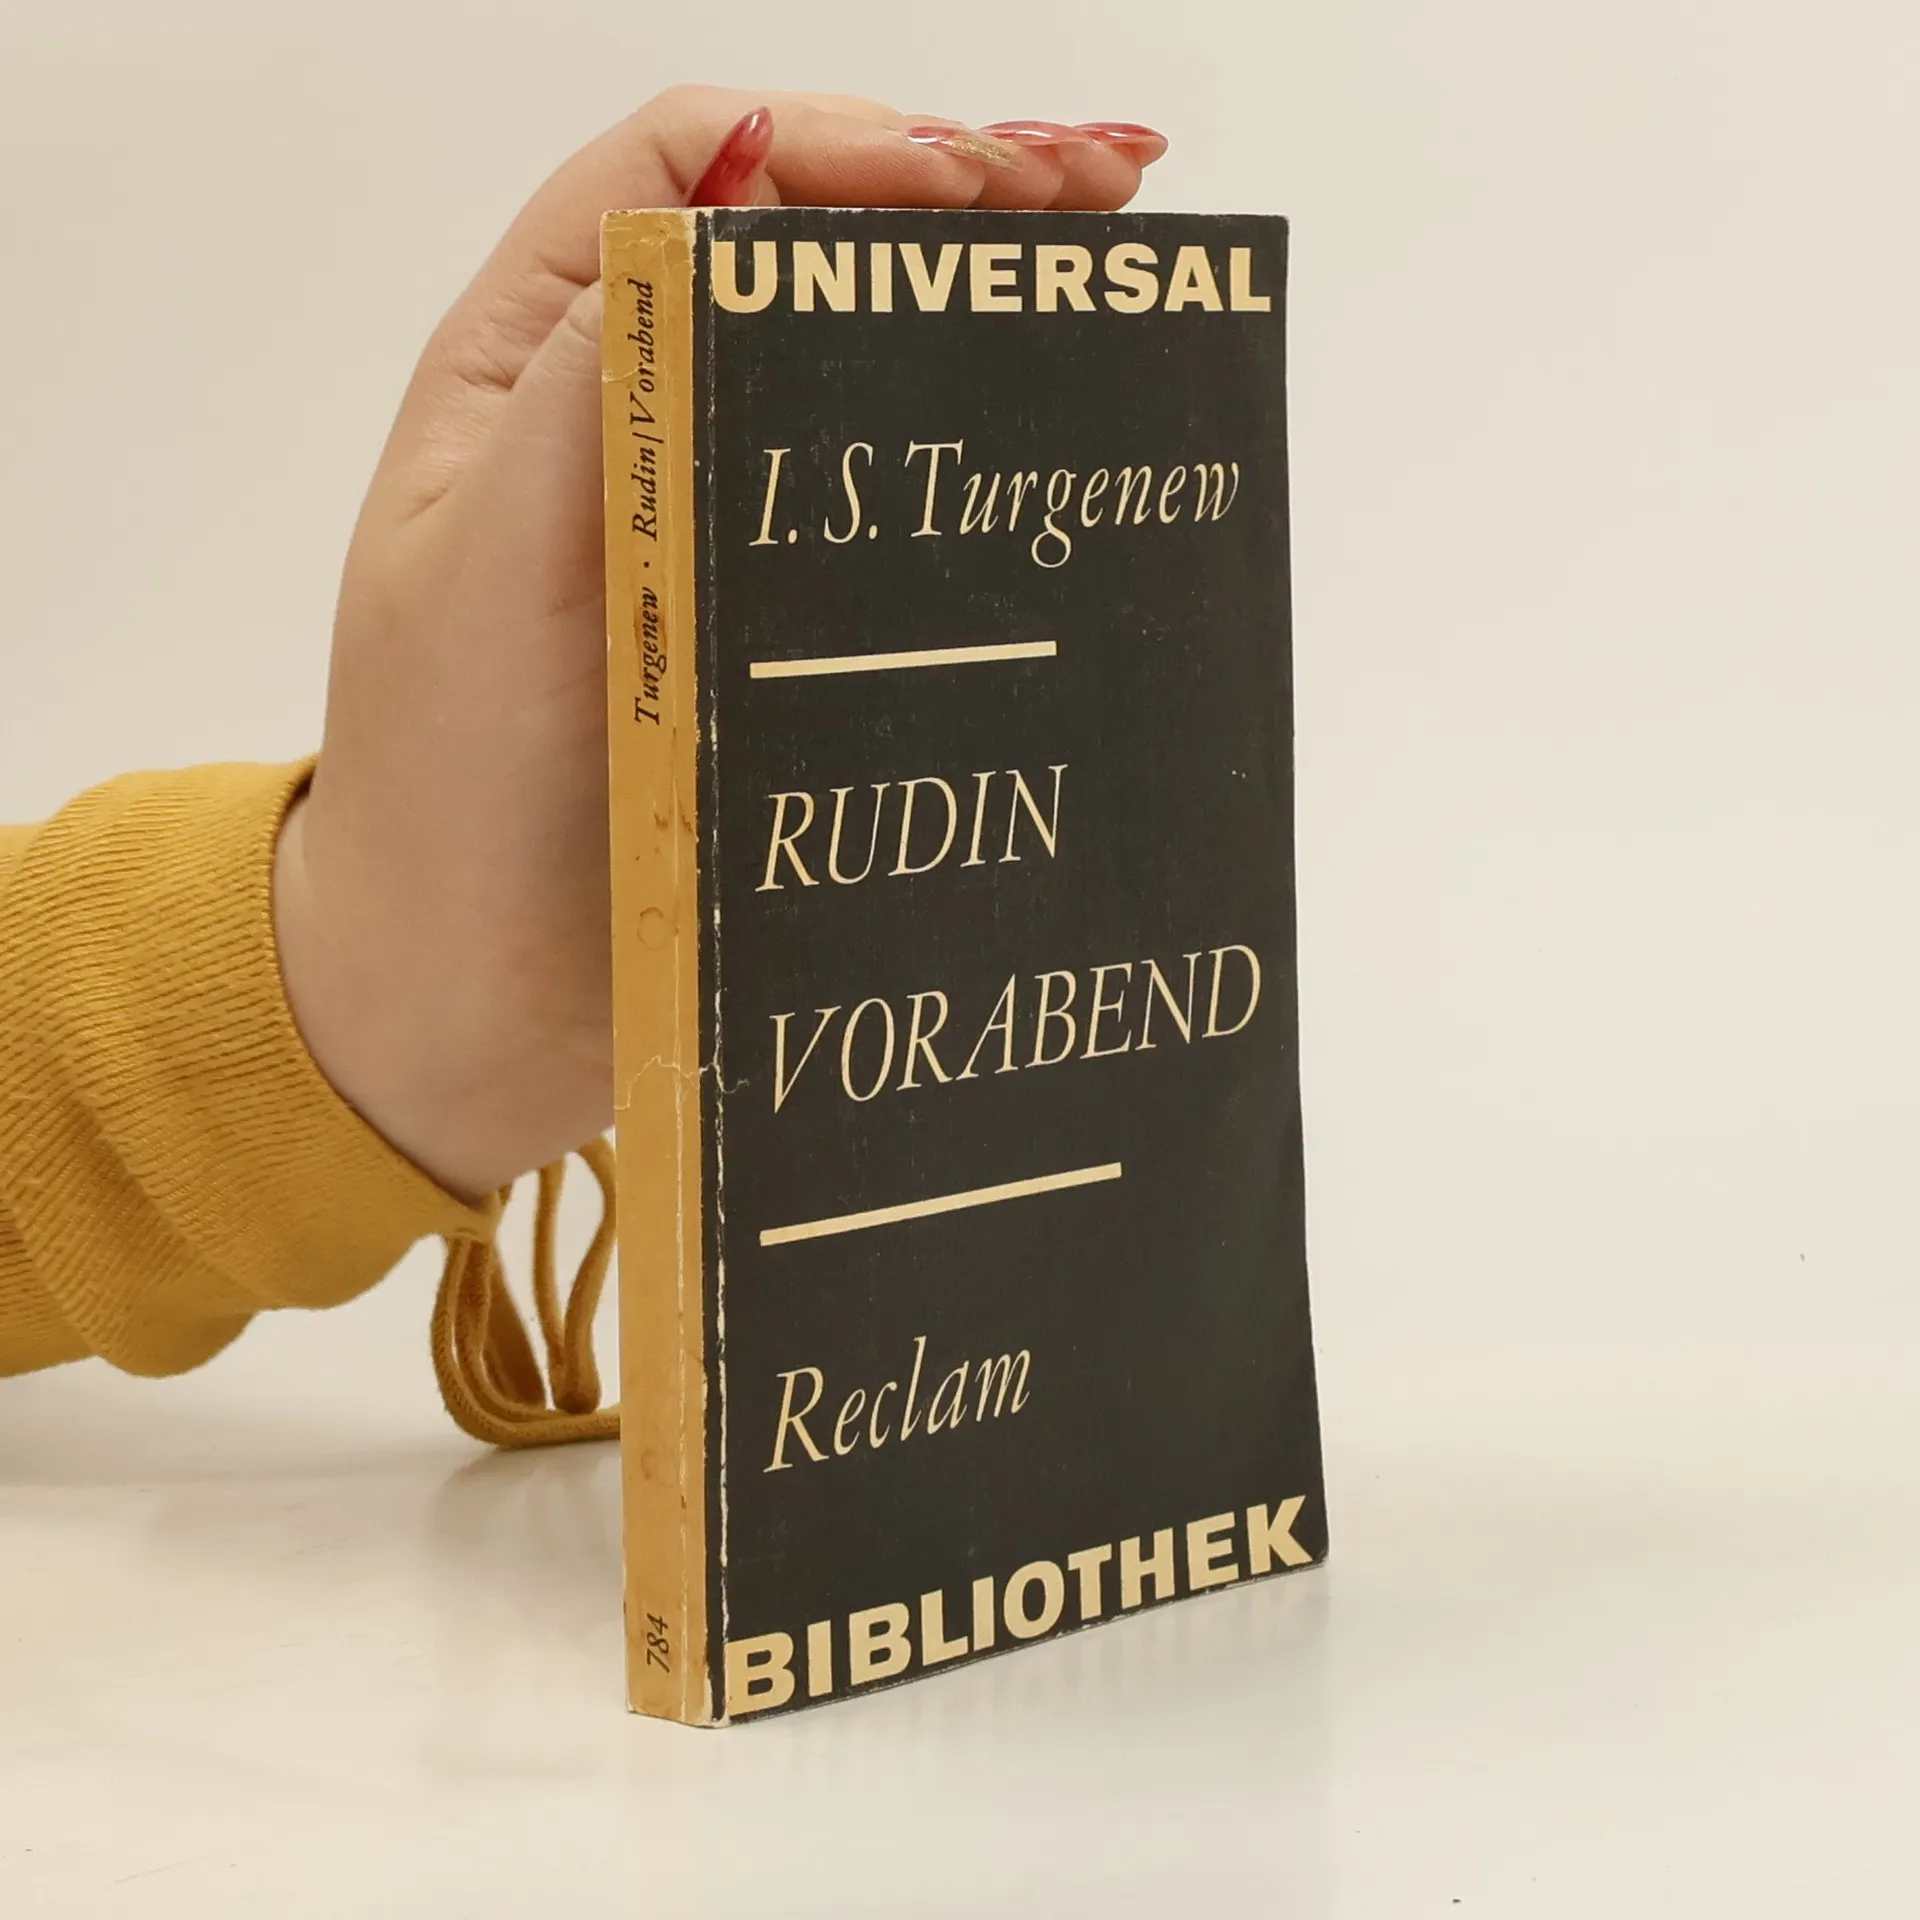 UNIVERSAL
I. S. Turgenew
RUDIN
VORABEND
Reclam
BIBLIOTHEK
Turgenew · Rudin/Vorabend
784